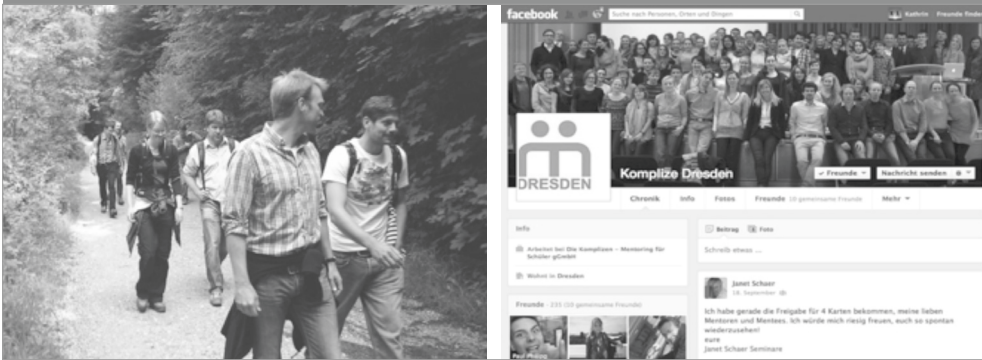 facebook
Suche nach Personen, Orten und Dingen
Kathrin Freunde finden
DRESDEN
Komplize Dresden
✓ Freunde
Nachricht senden
Chronik Info Fotos Freunde 10 gemeinsame Freunde Mehr
Info
Arbeitet bei Die Komplizen – Mentoring für
Schüler gGmbH
Wohnt in Dresden
Freunde · 235 (10 gemeinsame Freunde)
Paul Philipp
Beitrag Foto
Schreib etwas ...
Janet Schaer
18. September
Ich habe gerade die Freigabe für 4 Karten bekommen, meine lieben
Mentoren und Mentees. Ich würde mich riesig freuen, euch so spontan
wiederzusehen!
eure
Janet Schaer Seminare